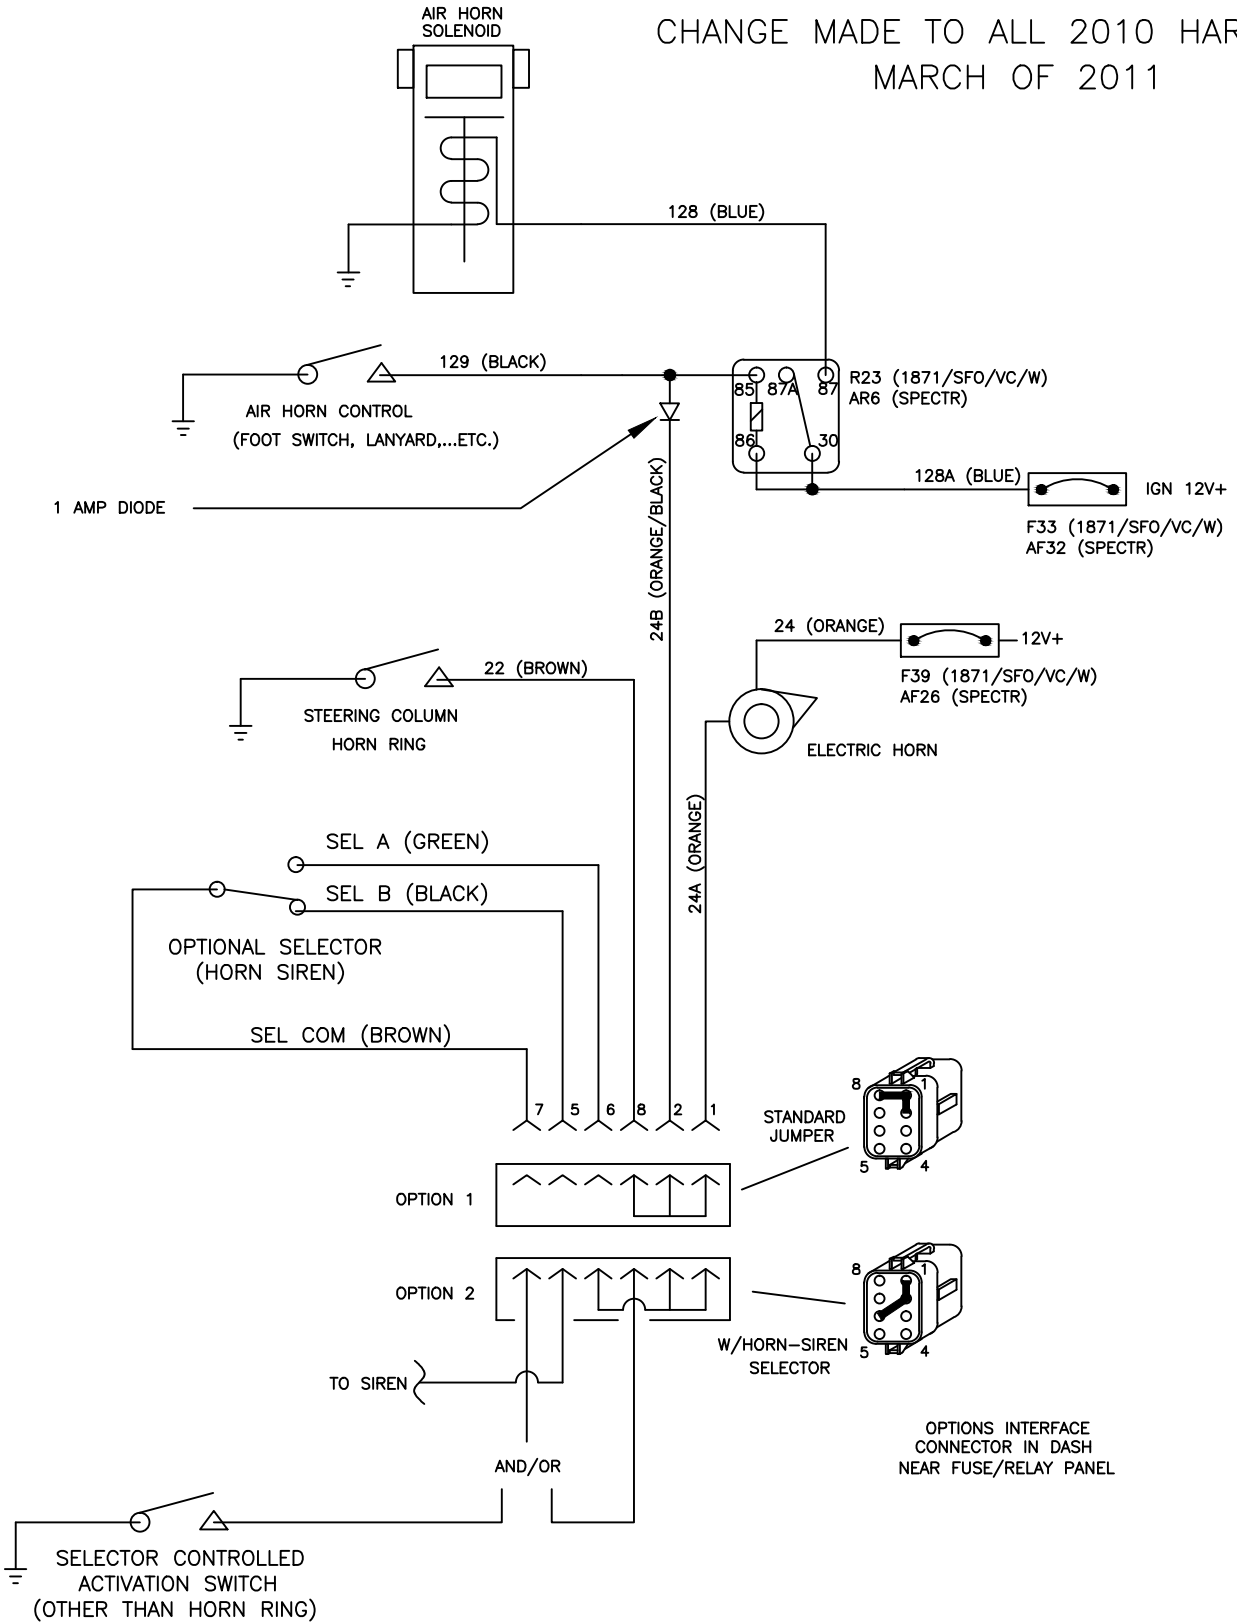 AIR HORN
SOLENOID
CHANGE MADE TO ALL 2010
MARCH OF 2011
128 (BLUE)
129 (BLACK)
AIR HORN CONTROL
(FOOT SWITCH, LANYARD,...ETC.)
85
87A
87
86
30
R23 (1871/SFO/VC/W)
AR6 (SPECTR)
128A (BLUE)
IGN 12V+
F33 (1871/SFO/VC/W)
AF32 (SPECTR)
1 AMP DIODE
24B (ORANGE/BLACK)
24 (ORANGE)
12V+
F39 (1871/SFO/VC/W)
AF26 (SPECTR)
22 (BROWN)
STEERING COLUMN
HORN RING
ELECTRIC HORN
24A (ORANGE)
SEL A (GREEN)
SEL B (BLACK)
OPTIONAL SELECTOR
(HORN SIREN)
SEL COM (BROWN)
7
5
6
8
2
1
STANDARD
JUMPER
8
1
5
4
OPTION 1
OPTION 2
8
1
5
4
W/HORN-SIREN
SELECTOR
TO SIREN
OPTIONS INTERFACE
CONNECTOR IN DASH
NEAR FUSE/RELAY PANEL
AND/OR
SELECTOR CONTROLLED
ACTIVATION SWITCH
(OTHER THAN HORN RING)